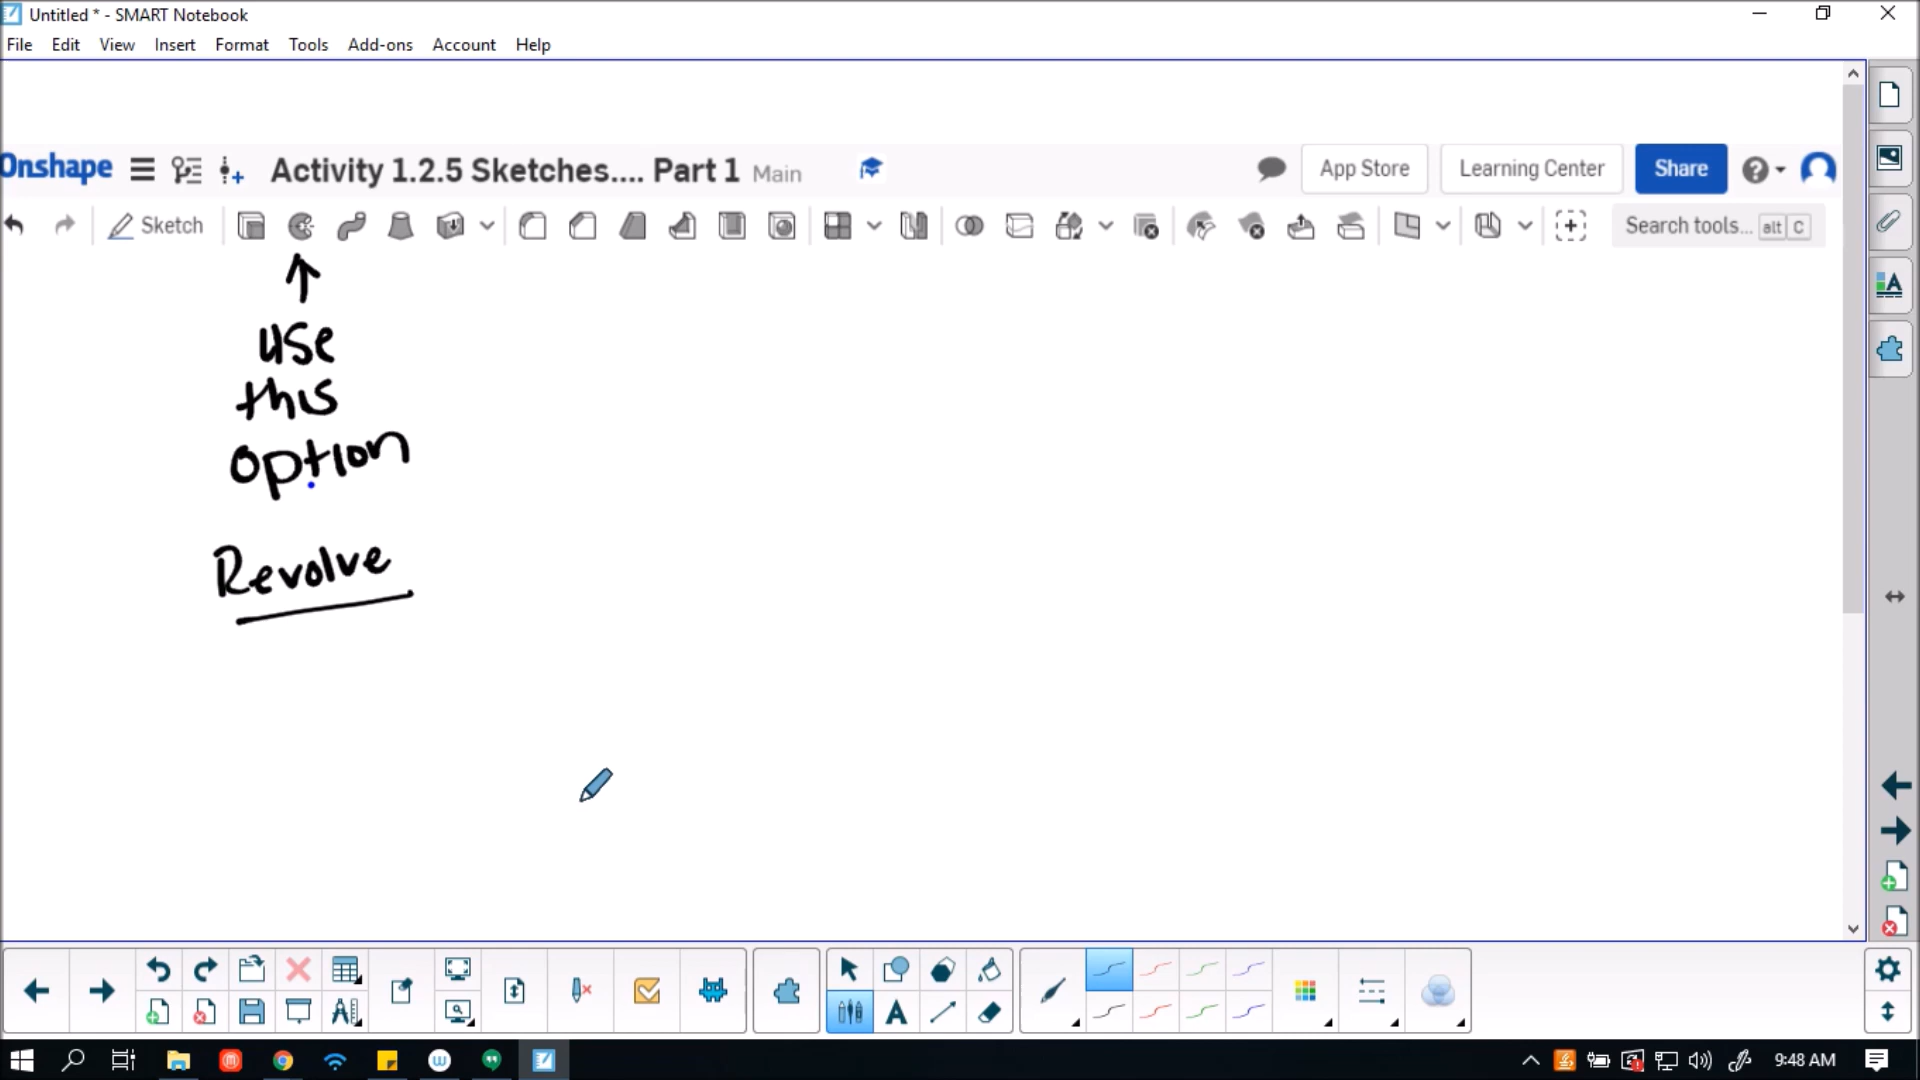 Untitled * - SMART Notebook
File Edit View Insert Format Tools Add-ons Account Help
Onshape Activity 1.2.5 Sketches.... Part 1 Main App Store Learning Center Share
Sketch Search tools... alt C
use
this
option
Revolve
9:48 AM